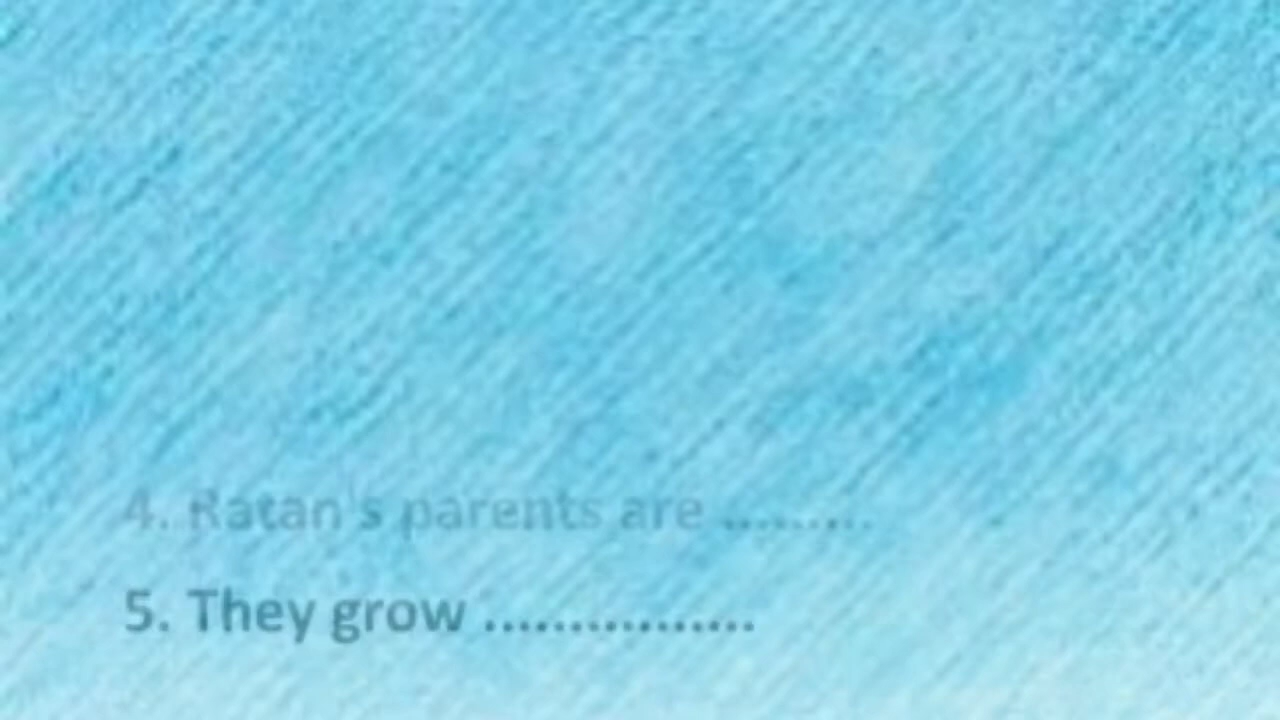 4. Ratan's parents are .........
5. They grow ................